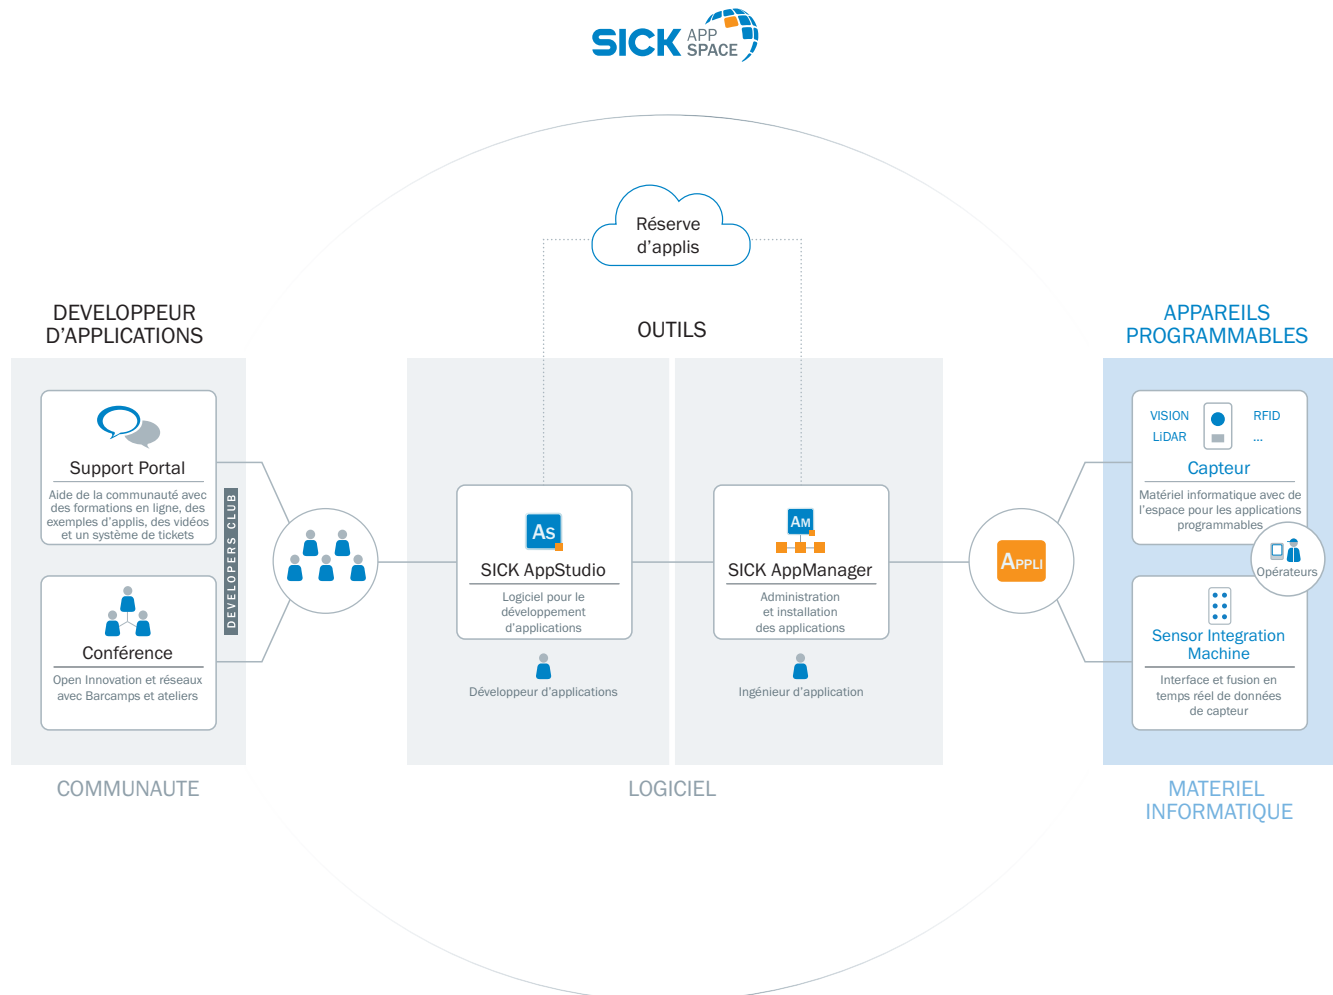 SICK APP
SPACE
Réserve
d’applis
DEVELOPPEUR
D’APPLICATIONS
OUTILS
APPAREILS
PROGRAMMABLES
Support Portal
Aide de la communauté avec
des formations en ligne, des
exemples d’applis, des vidéos
et un système de tickets
DEVELOPERS CLUB
Conférence
Open Innovation et réseaux
avec Barcamps et ateliers
As
SICK AppStudio
Logiciel pour le
développement
d’applications
Développeur d’applications
AM
SICK AppManager
Administration
et installation
des applications
Ingénieur d’application
APPLI
VISION
RFID
LiDAR
...
Capteur
Matériel informatique avec de
l’espace pour les applications
programmables
Opérateurs
Sensor Integration
Machine
Interface et fusion en
temps réel de données
de capteur
COMMUNAUTE
LOGICIEL
MATERIEL
INFORMATIQUE